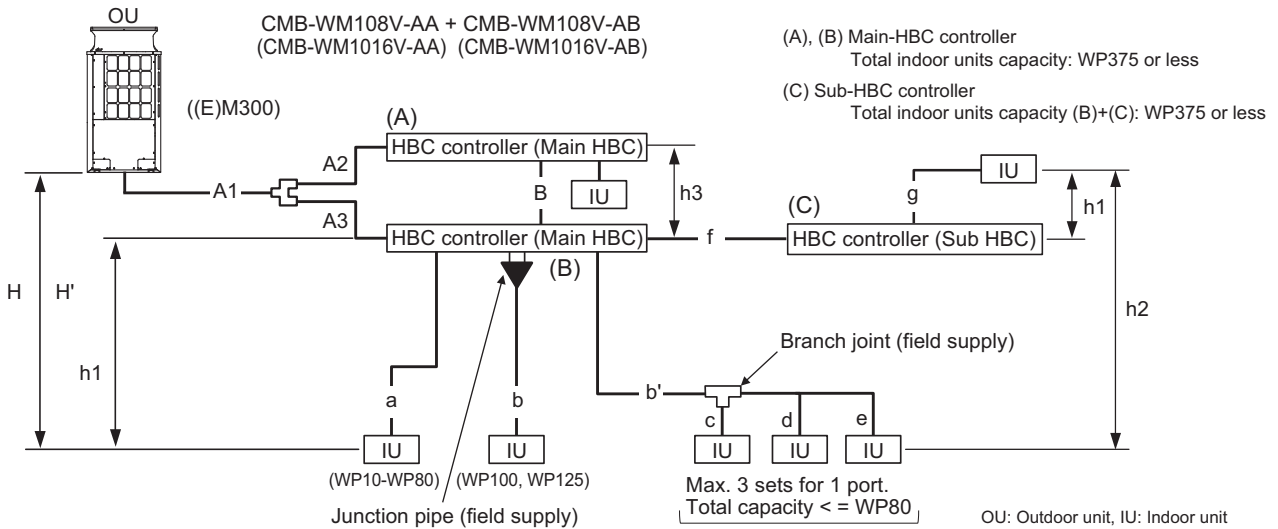 OU
CMB-WM108V-AA + CMB-WM108V-AB
(CMB-WM1016V-AA) (CMB-WM1016V-AB)
(A), (B) Main-HBC controller
Total indoor units capacity: WP375 or less
(C) Sub-HBC controller
Total indoor units capacity (B)+(C): WP375 or less
((E)M300)
(A)
HBC controller (Main HBC)
A2
A1
B
IU
h3
IU
g
h1
(C)
A3
HBC controller (Main HBC)
f
HBC controller (Sub HBC)
(B)
H
H'
h2
h1
Branch joint (field supply)
a
b
b'
c
d
e
IU
IU
IU
IU
IU
(WP10-WP80)
(WP100, WP125)
Max. 3 sets for 1 port.
Total capacity < = WP80
Junction pipe (field supply)
OU: Outdoor unit, IU: Indoor unit